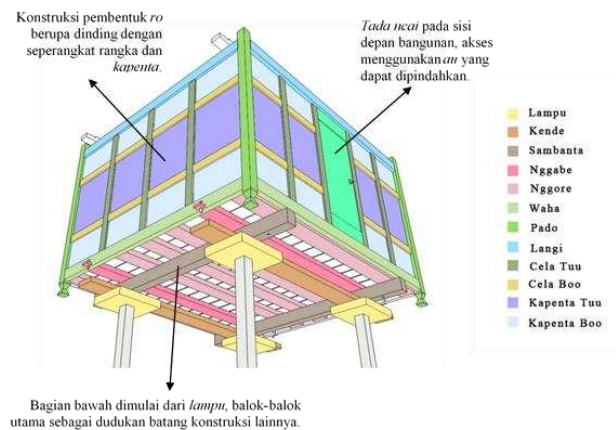 Konstruksi pembentuk ro
berupa dinding dengan
seperangkat rangka dan
kapenta.
Tada ncai pada sisi
depan bangunan, akses
menggunakan au yang
dapat dipindahkan.
Lampu
Kende
Sambanta
Nggabe
Nggore
Waha
Pado
Langi
Cela Tuu
Cela Boo
Kapenta Tuu
Kapenta Boo
Bagian bawah dimulai dari lampu, balok-balok
utama sebagai dudukan batang konstruksi lainnya.